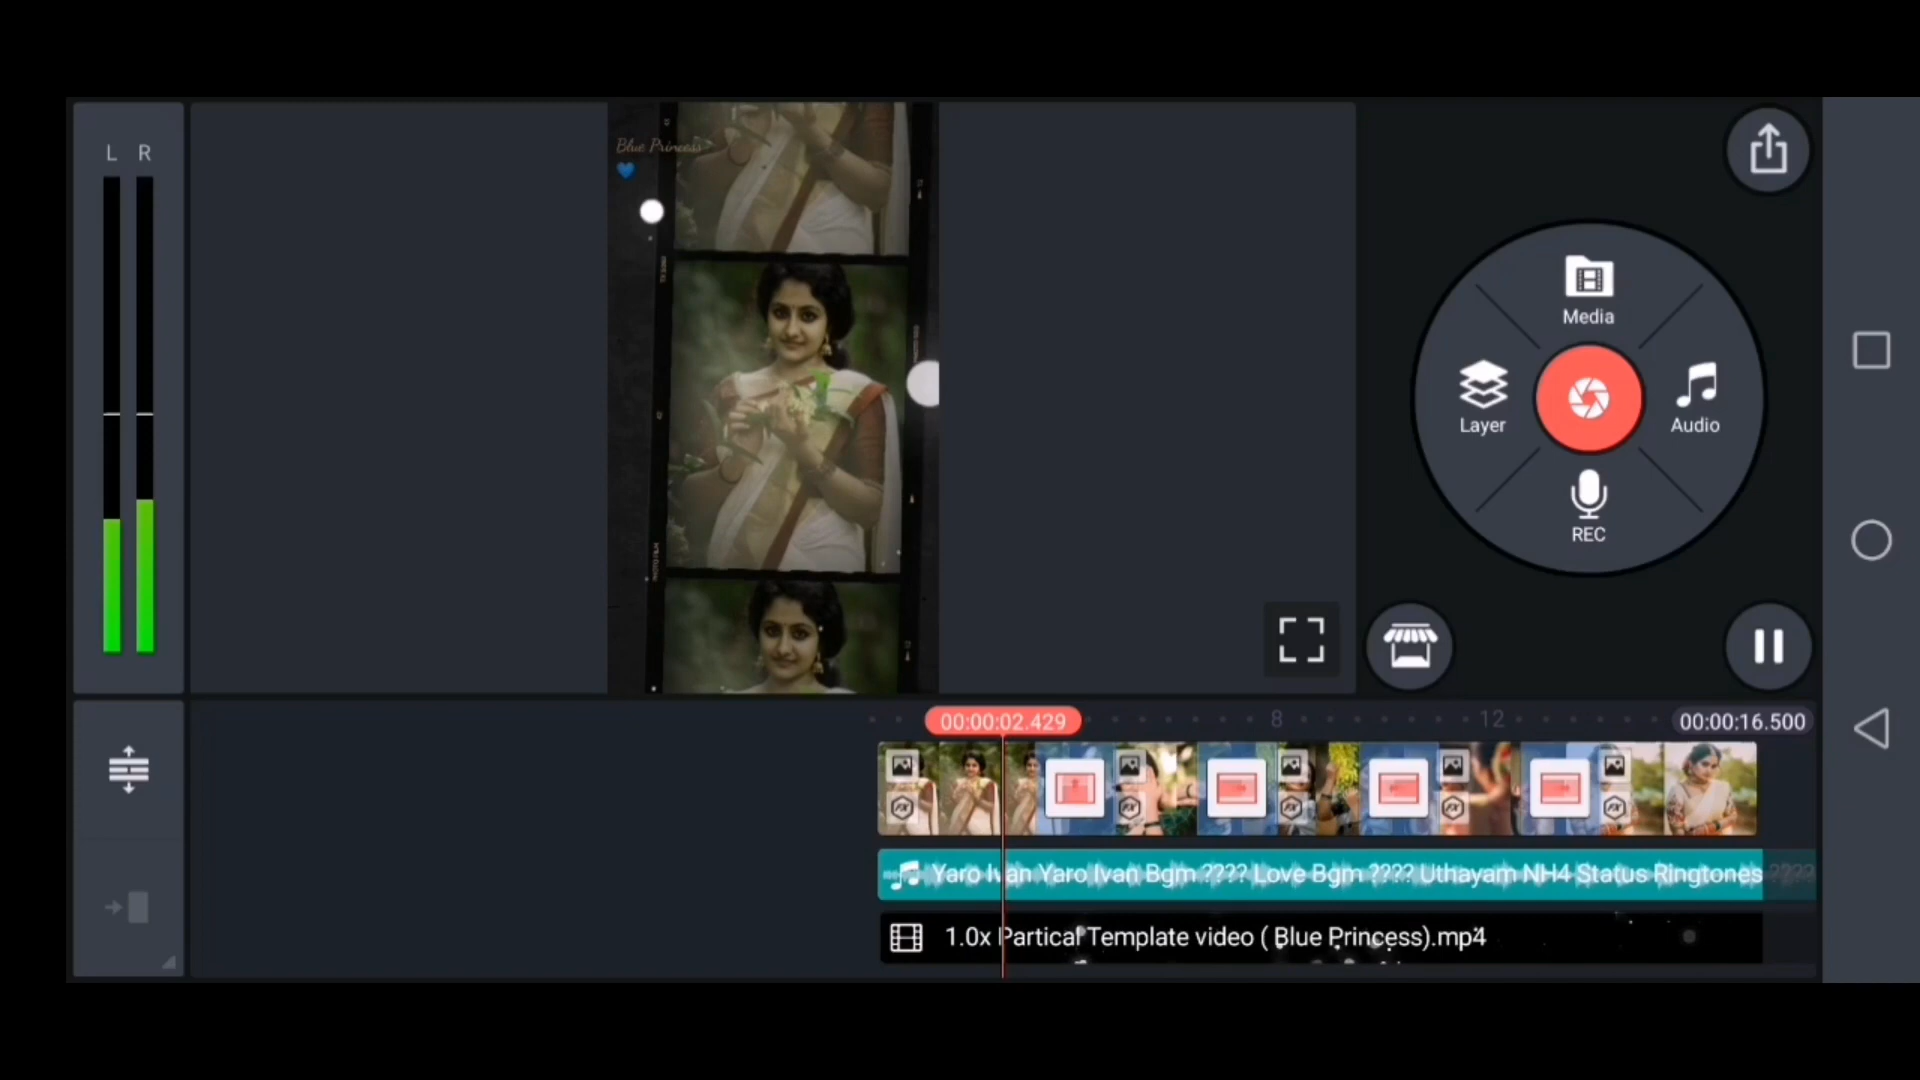 L R
Blue Princess
💙
Media
Layer
Audio
REC
00:00:02.429
8
12
00:00:16.500
Yaro Ivan Yaro Ivan Bgm ???? Love Bgm ???? Uthayam NH4 Status Ringtones ????
1.0x Partical Template video ( Blue Princess).mp4